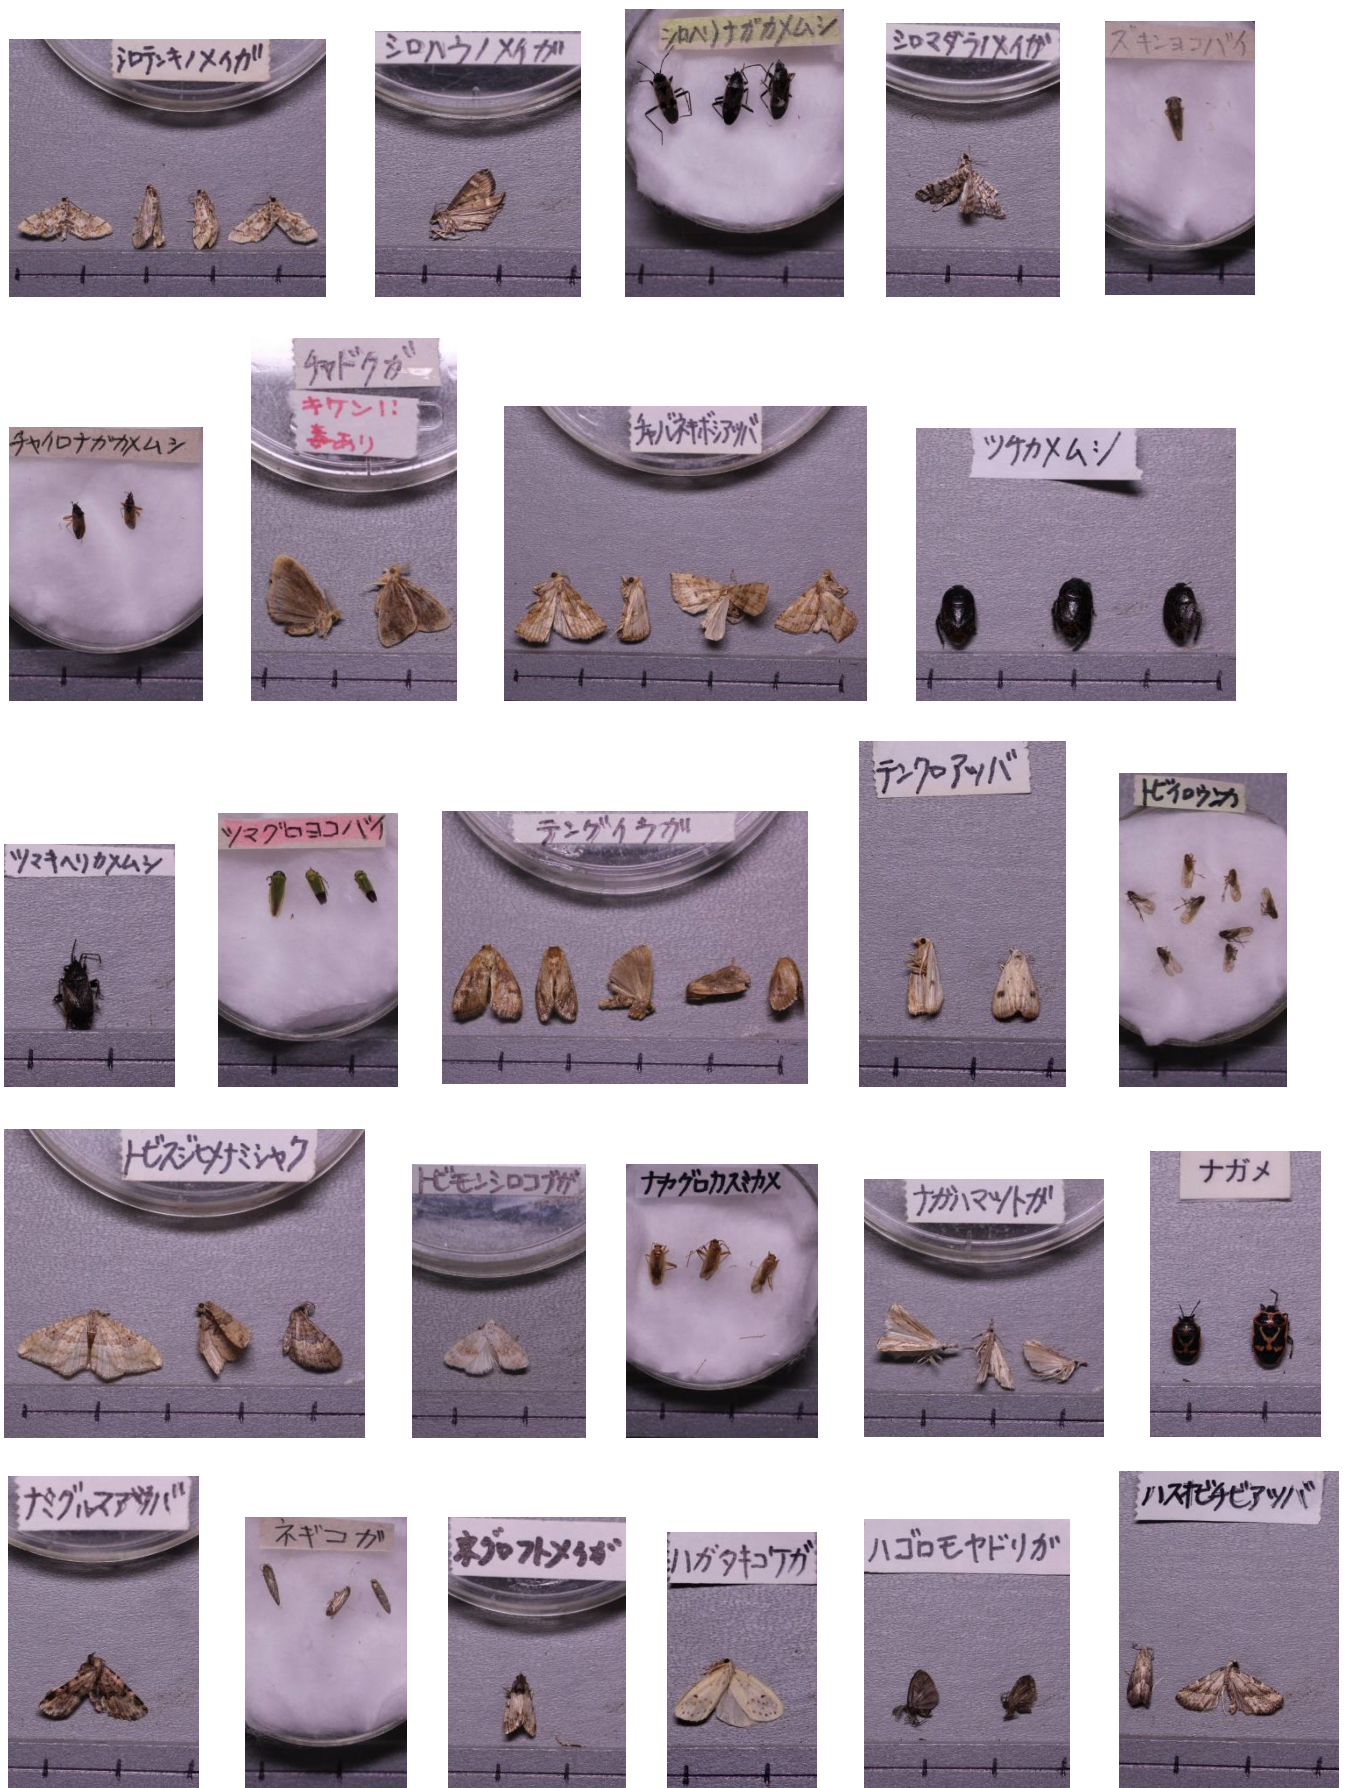 シロテンキノメイガ
シロハウノメイガ
シロヘリナガカメムシ
シロマダラノメイガ
ズキンヨコバイ
チャイロナガカメムシ
チャドクガ
キケン!!
毒あり
チャバネキボシアツバ
ツチカメムシ
ツマキヘリカメムシ
ツマグロヨコバイ
テングイラガ
テンクロアツバ
トビイロウンカ
トビスジヒメナミシャク
トビモンシロコブガ
ナカグロカスミカメ
ナガハマツトガ
ナガメ
ナミグルスアツバ
ネギコガ
ネグロフトメイガ
ハガタキコケガ
ハゴロモヤドリガ
ハスオビチビアツバ